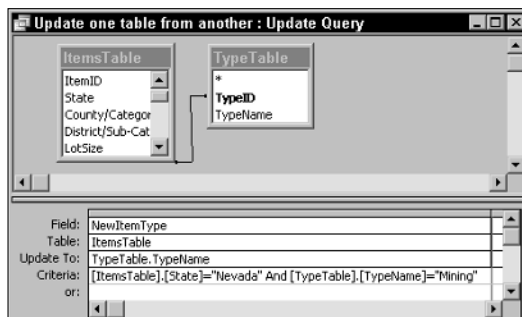 Update one table from another : Update Query
ItemsTable
ItemID
State
County/Categor
District/Sub-Cat
LotSize
TypeTable
*
TypeID
TypeName
Field: NewItemType
Table: ItemsTable
Update To: TypeTable.TypeName
Criteria: [ItemsTable].[State]="Nevada" And [TypeTable].[TypeName]="Mining"
or: